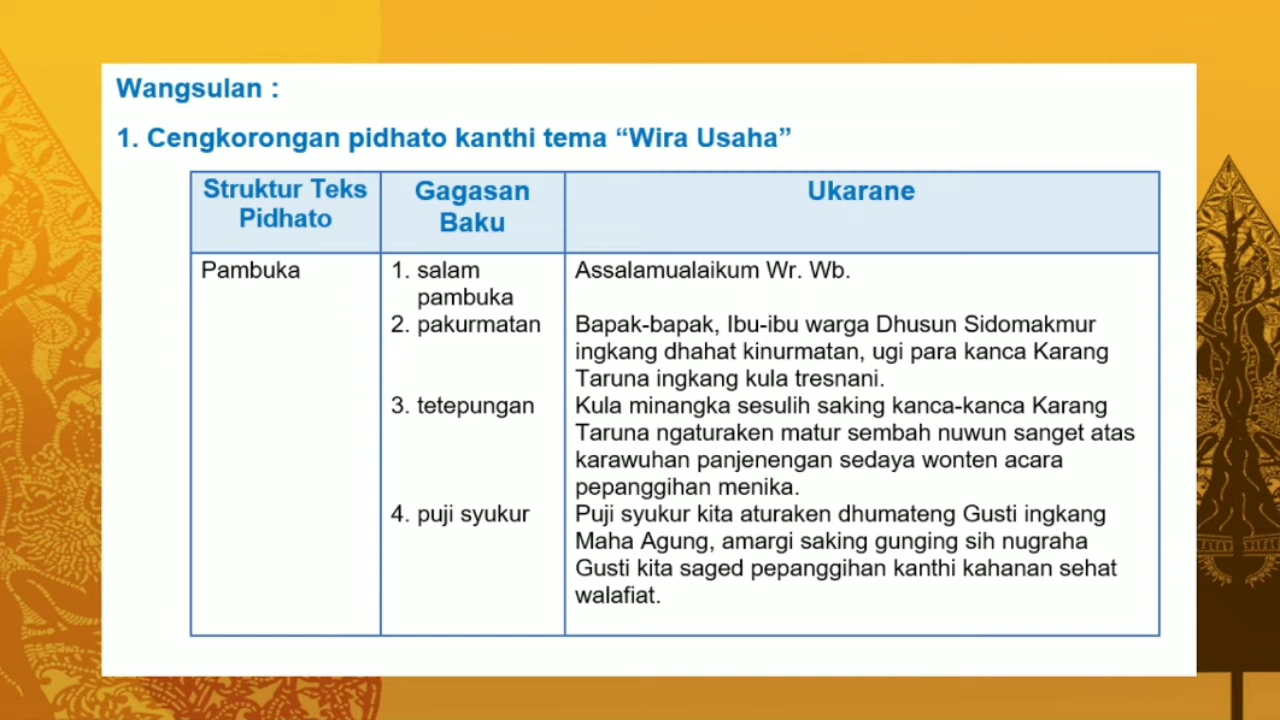 Wangsulan :
1. Cengkorongan pidhato kanthi tema “Wira Usaha”
Struktur Teks
Pidhato
Gagasan
Baku
Ukarane
Pambuka
1. salam
pambuka
Assalamualaikum Wr. Wb.
2. pakurmatan
Bapak-bapak, Ibu-ibu warga Dhusun Sidomakmur
ingkang dhahat kinurmatan, ugi para kanca Karang
Taruna ingkang kula tresnani.
3. tetepungan
Kula minangka sesulih saking kanca-kanca Karang
Taruna ngaturaken matur sembah nuwun sanget atas
karawuhan panjenengan sedaya wonten acara
pepanggihan menika.
4. puji syukur
Puji syukur kita aturaken dhumateng Gusti ingkang
Maha Agung, amargi saking gunging sih nugraha
Gusti kita saged pepanggihan kanthi kahanan sehat
walafiat.